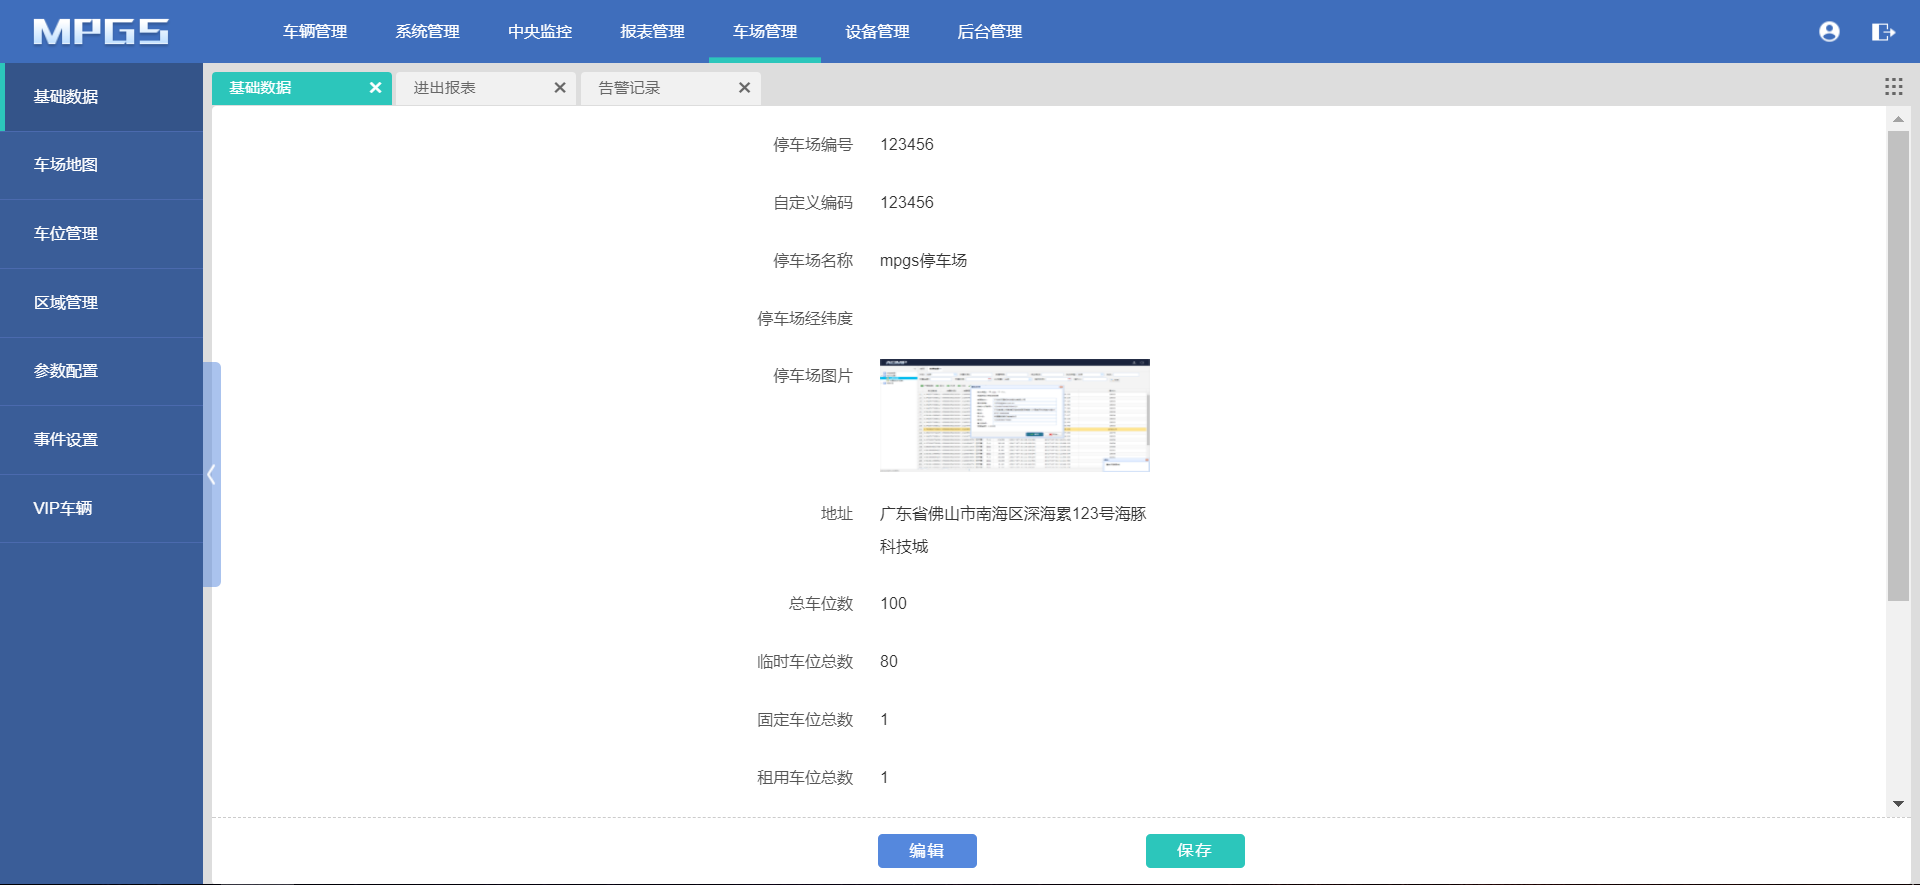 MPGS
车辆管理 系统管理 中央监控 报表管理 车场管理 设备管理 后台管理
基础数据
车场地图
车位管理
区域管理
参数配置
事件设置
VIP车辆
基础数据 进出报表 告警记录
停车场编号 123456
自定义编码 123456
停车场名称 mpgs停车场
停车场经纬度
停车场图片
地址 广东省佛山市南海区深海累123号海豚
科技城
总车位数 100
临时车位总数 80
固定车位总数 1
租用车位总数 1
编辑 保存